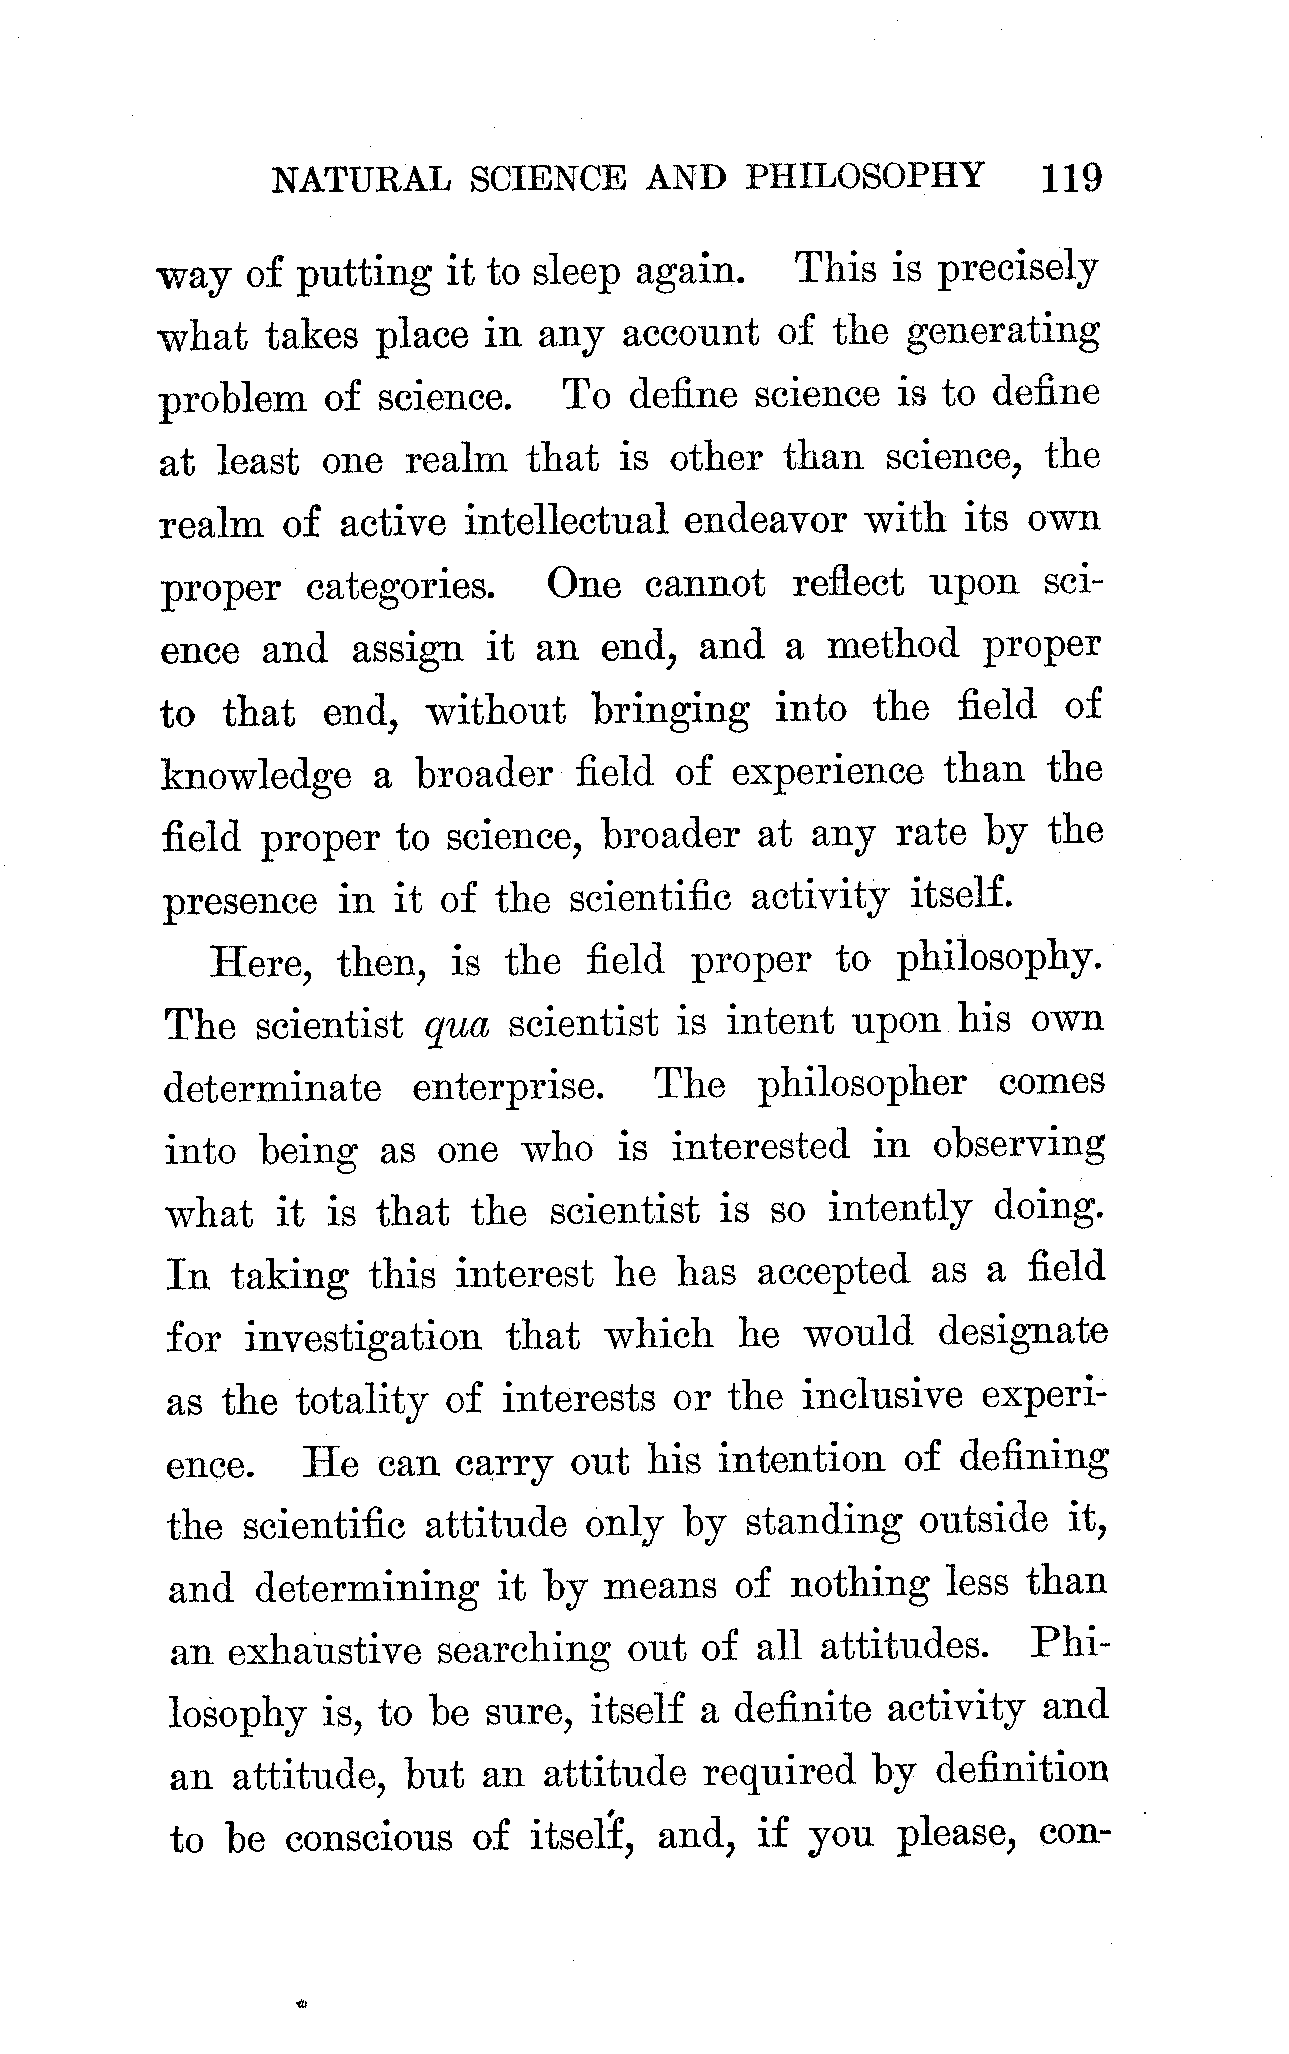 NATURAL SCIENCE AND PHILOSOPHY 119
way of putting it to sleep again. This is precisely
what takes place in any account of the generating
problem of science. To define science is to define
at least one realm that is other than science, the
realm of active intellectual endeavor with its own
proper categories. One cannot reflect upon sci-
ence and assign it an end, and a method proper
to that end, without bringing into the field of
knowledge a broader field of experience than the
field proper to science, broader at any rate by the
presence in it of the scientific activity itself.
Here, then, is the field proper to philosophy.
The scientist qua scientist is intent upon his own
determinate enterprise. The philosopher comes
into being as one who is interested in observing
what it is that the scientist is so intently doing.
In taking this interest he has accepted as a field
for investigation that which he would designate
as the totality of interests or the inclusive experi-
ence. He can carry out his intention of defining
the scientific attitude only by standing outside it,
and determining it by means of nothing less than
an exhaustive searching out of all attitudes. Phi-
losophy is, to be sure, itself a definite activity and
an attitude, but an attitude required by definition
to be conscious of itself, and, if you please, con-